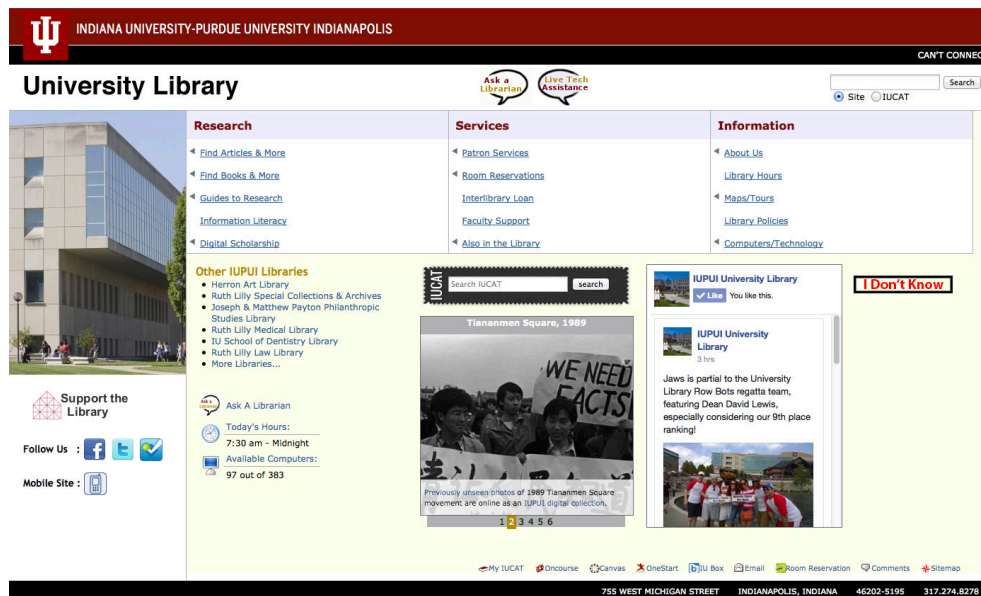 INDIANA UNIVERSITY-PURDUE UNIVERSITY INDIANAPOLIS
CAN'T CONNEC
University Library
Ask a Librarian
Live Tech Assistance
Search
Site IUCAT
Research
Find Articles & More
Find Books & More
Guides to Research
Information Literacy
Digital Scholarship
Services
Patron Services
Room Reservations
Interlibrary Loan
Faculty Support
Also in the Library
Information
About Us
Library Hours
Maps/Tours
Library Policies
Computers/Technology
Other IUPUI Libraries
Herron Art Library
Ruth Lilly Special Collections & Archives
Joseph & Matthew Payton Philanthropic
Studies Library
Ruth Lilly Medical Library
IU School of Dentistry Library
Ruth Lilly Law Library
More Libraries...
Ask A Librarian
Today's Hours:
7:30 am - Midnight
Available Computers:
97 out of 383
IUCAT
Search IUCAT
search
Tiananmen Square, 1989
WE NEED
FACTS
Previously unseen photos of 1989 Tiananmen Square
movement are online as an IUPUI digital collection.
1 2 3 4 5 6
IUPUI University Library
Like You like this.
IUPUI University
Library
3 hrs
Jaws is partial to the University
Library Row Bots regatta team,
featuring Dean David Lewis,
especially considering our 9th place
ranking!
I Don't Know
Support the
Library
Follow Us :
Mobile Site :
My IUCAT Oncourse Canvas OneStart IU Box Email Room Reservation Comments Sitemap
755 WEST MICHIGAN STREET INDIANAPOLIS, INDIANA 46202-5195 317.274.8278